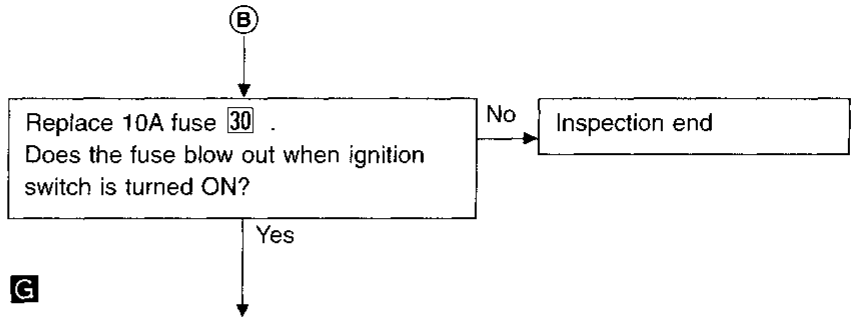 B
Replace 10A fuse 30 .
Does the fuse blow out when ignition
switch is turned ON?
No
Inspection end
Yes
G